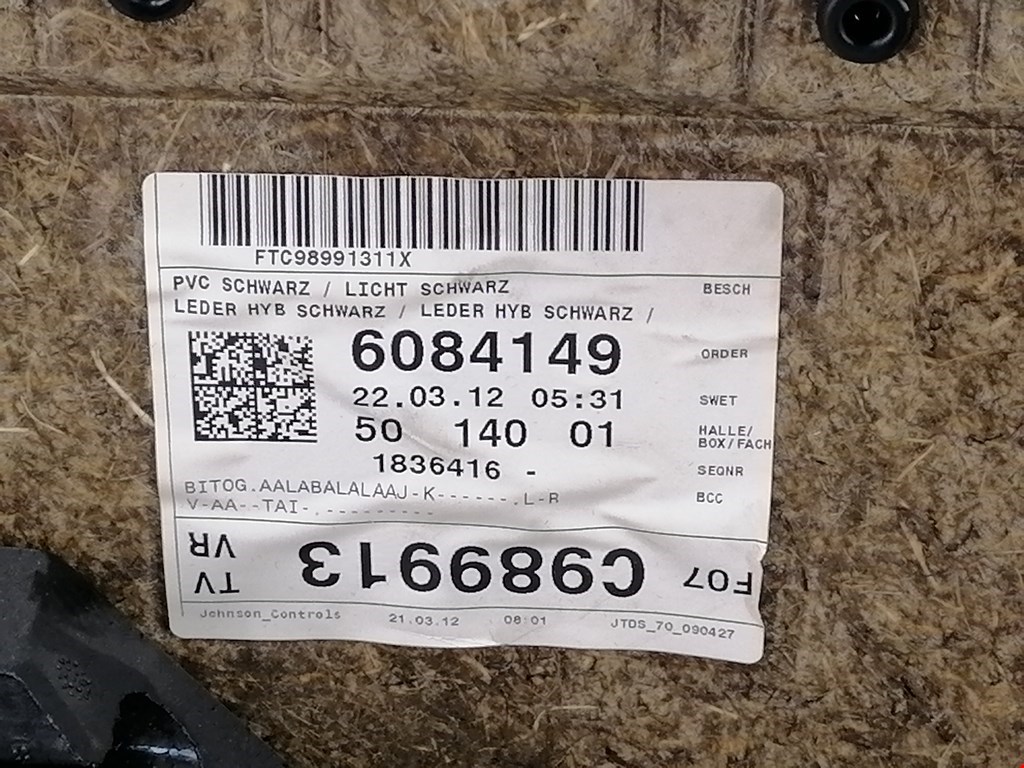 FTC98991311X
PVC SCHWARZ / LICHT SCHWARZ BESCH
LEDER HYB SCHWARZ / LEDER HYB SCHWARZ /
6084149 ORDER
22.03.12 05:31 SWET
50 140 01 HALLE/
BOX/FACH
1836416 - SEQNR
BITOG.AALABALALAAJ-K-------.L-R BCC
V-AA--TAI-.---------
F07 C989913 TV
VR
Johnson_Controls 21.03.12 08:01 JTDS_70_090427